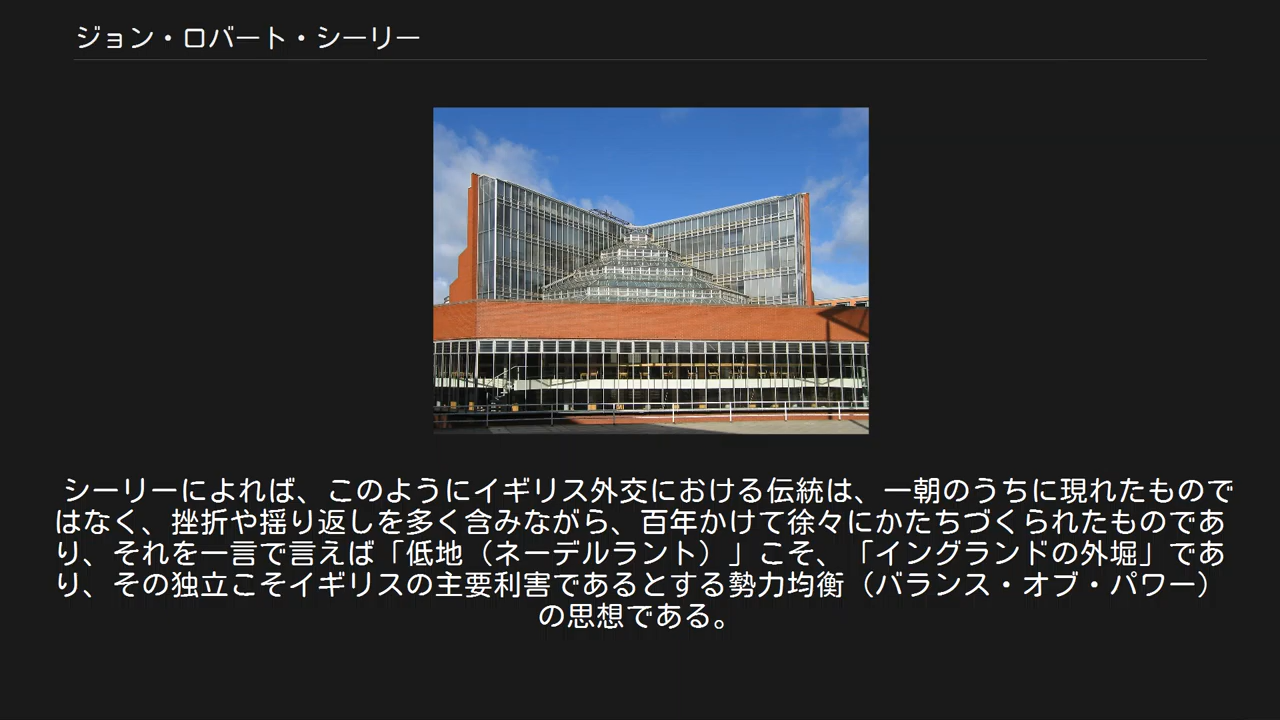 ジョン・ロバート・シーリー
シーリーによれば、このようにイギリス外交における伝統は、一朝のうちに現れたもので
はなく、挫折や揺り返しを多く含みながら、百年かけて徐々にかたちづくられたものであ
り、それを一言で言えば「低地（ネーデルラント）」こそ、「イングランドの外堀」であ
り、その独立こそイギリスの主要利害であるとする勢力均衡（バランス・オブ・パワー）
の思想である。